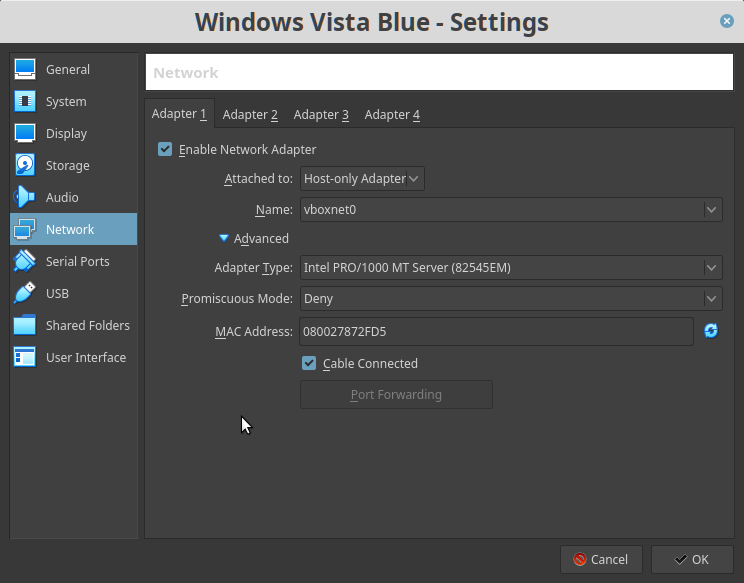 Windows Vista Blue - Settings
General
System
Display
Storage
Audio
Network
Serial Ports
USB
Shared Folders
User Interface
Network
Adapter 1 Adapter 2 Adapter 3 Adapter 4
Enable Network Adapter
Attached to: Host-only Adapter
Name: vboxnet0
Advanced
Adapter Type: Intel PRO/1000 MT Server (82545EM)
Promiscuous Mode: Deny
MAC Address: 080027872FD5
Cable Connected
Port Forwarding
Cancel OK